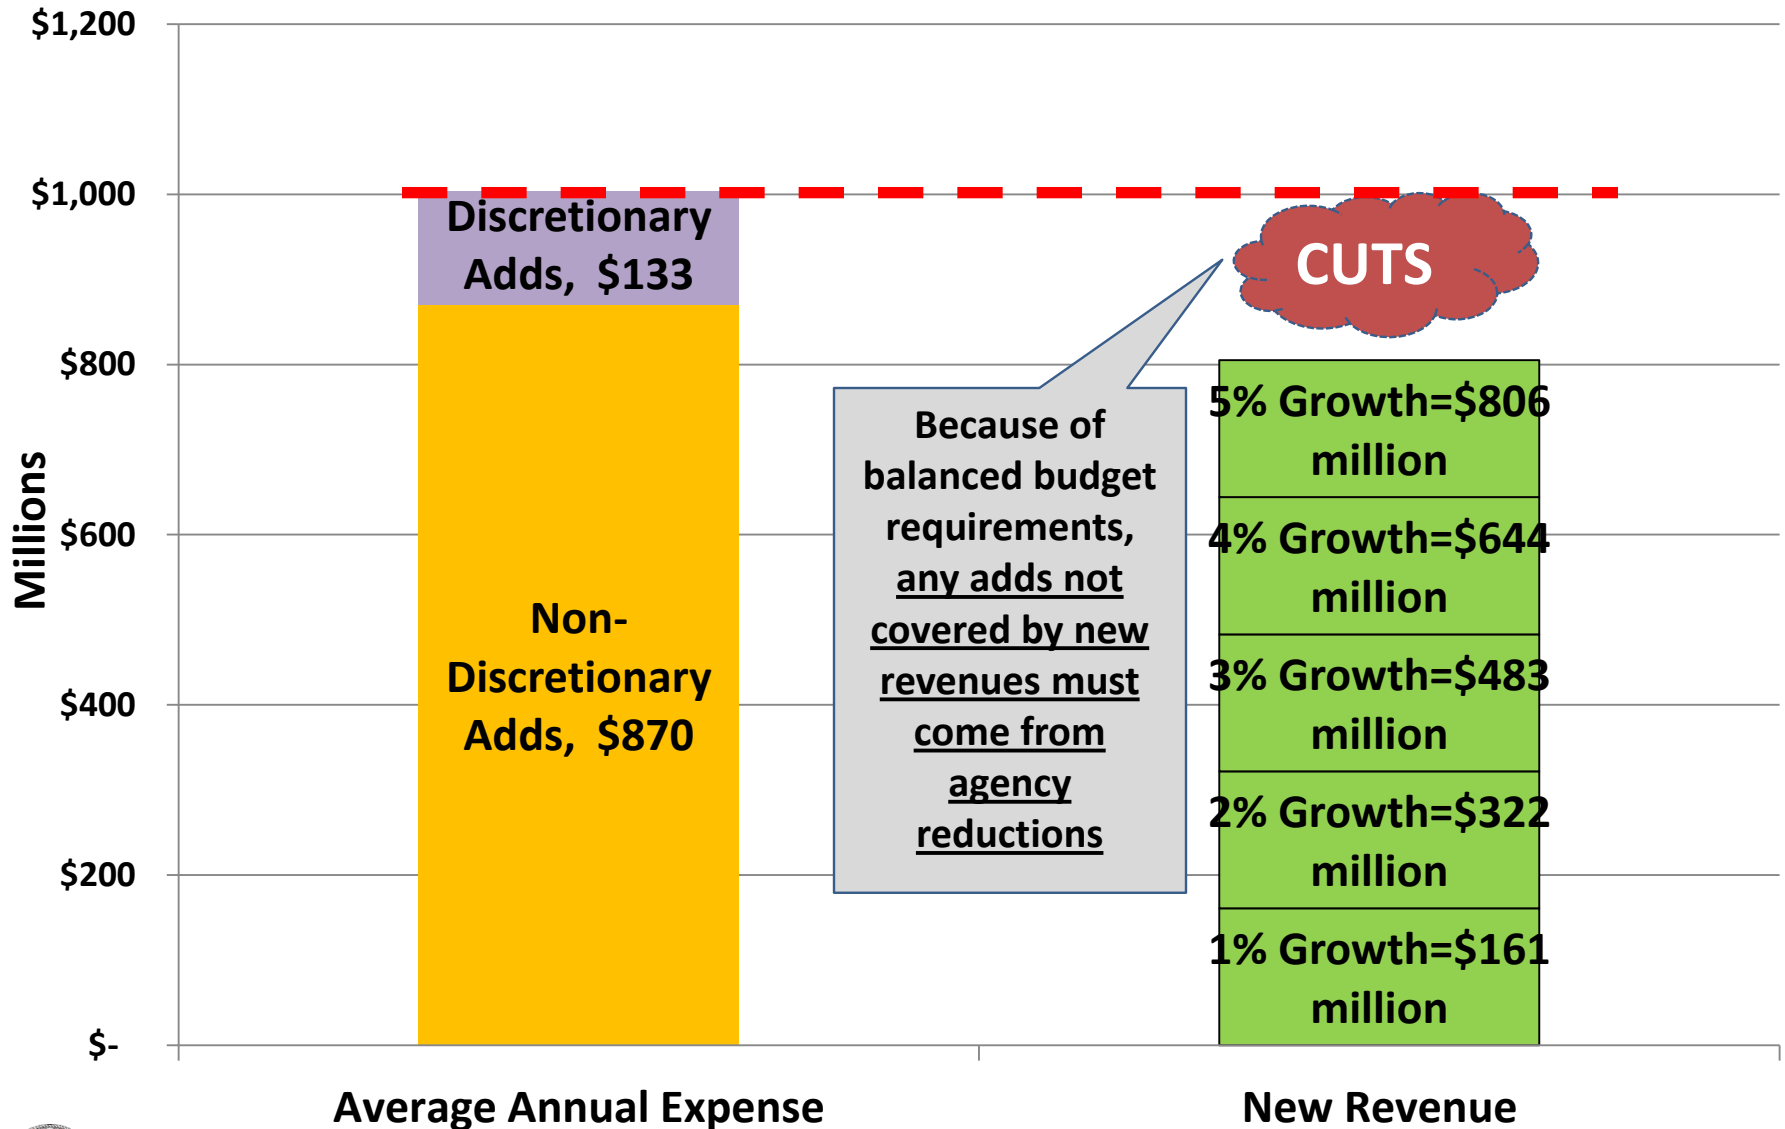 $1,200
$1,000
$800
$600
$400
$200
$-
Millions
Discretionary
Adds, $133
Non-
Discretionary
Adds, $870
Average Annual Expense
Because of
balanced budget
requirements,
any adds not
covered by new
revenues must
come from
agency
reductions
CUTS
5% Growth=$806
million
4% Growth=$644
million
3% Growth=$483
million
2% Growth=$322
million
1% Growth=$161
million
New Revenue